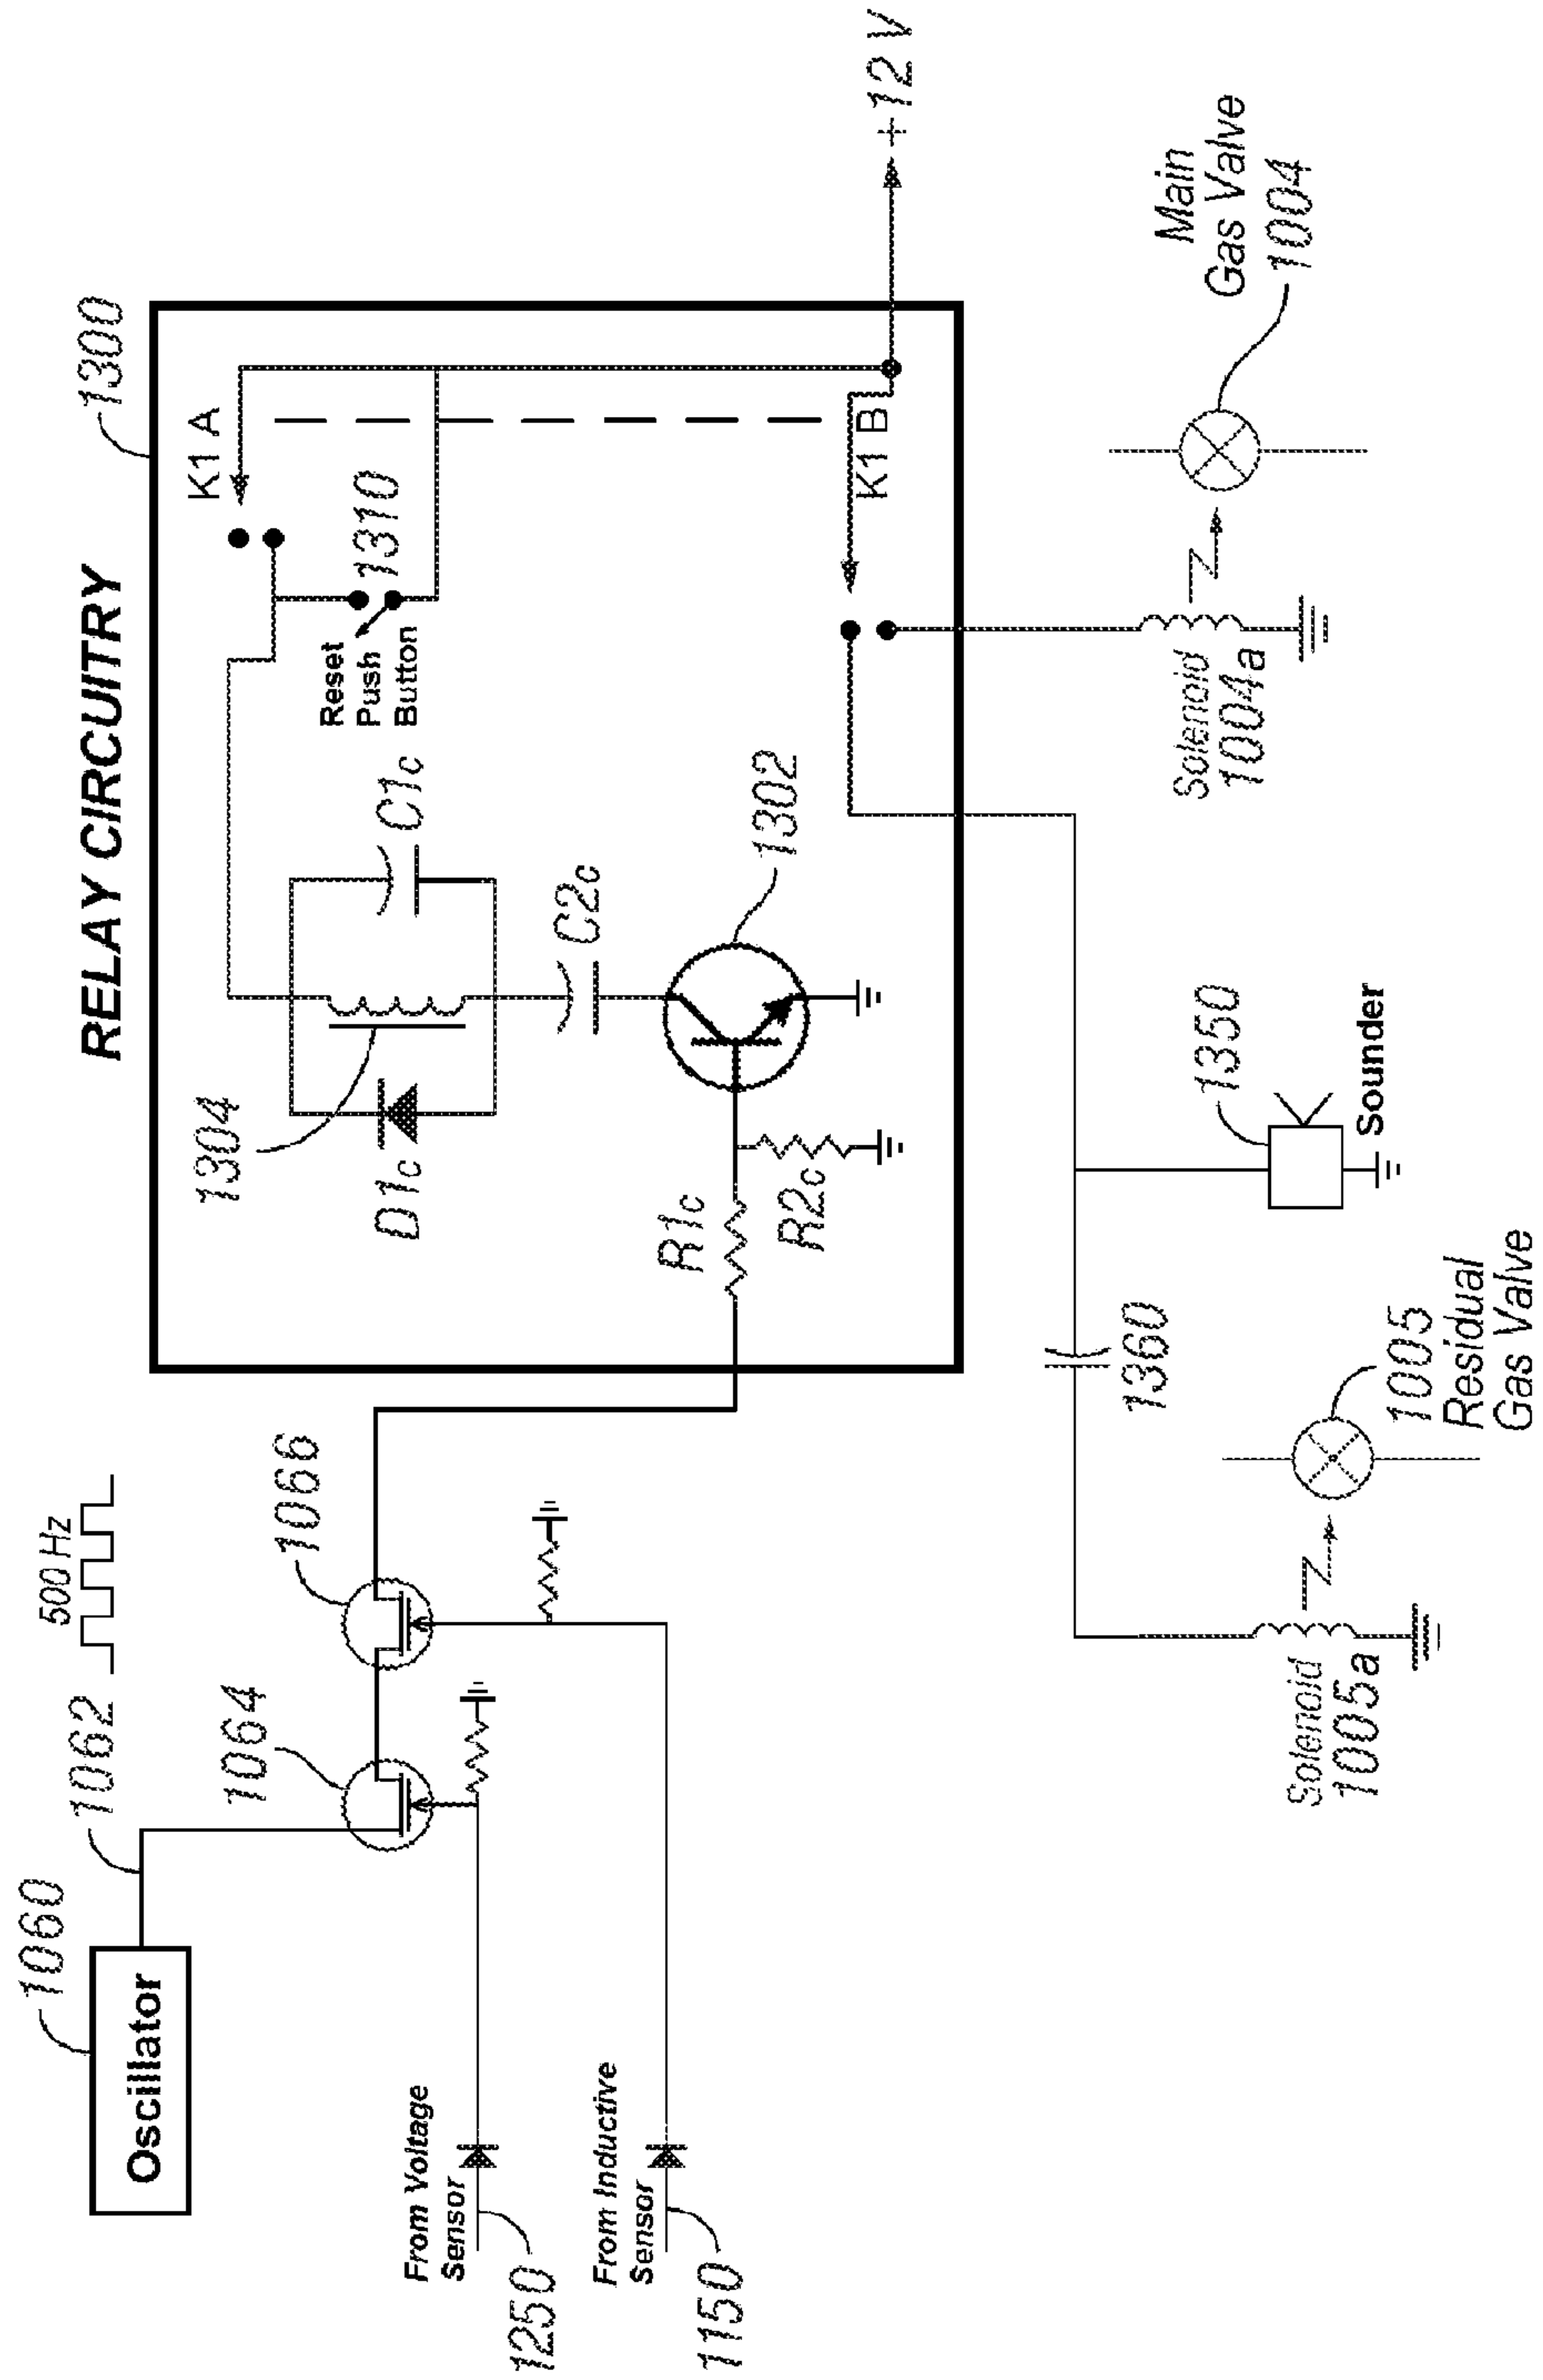 RELAY CIRCUITRY
1300
K1 A
Reset
Push
Button
1310
K1 B
+12 V
1304
D1c
C1c
C2c
1302
R1c
R2c
500 Hz
1060
Oscillator
1062
1064
1066
From Voltage
Sensor
1250
From Inductive
Sensor
1150
1360
1350
Sounder
Solenoid
1004a
Main
Gas Valve
1004
Solenoid
1005a
1005
Residual
Gas Valve